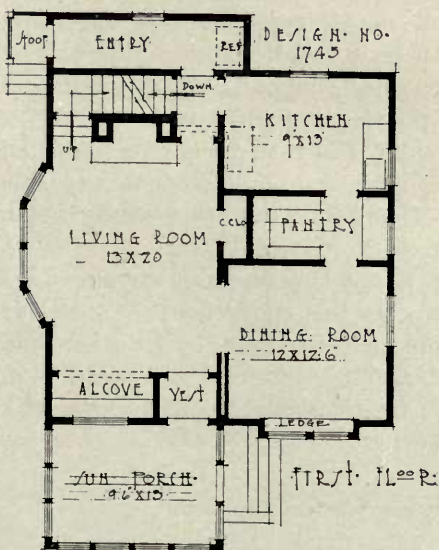 STOOP
ENTRY
REF
DESIGN. NO.
1745
DOWN
UP
KITCHEN
9'X13'
C.CLO
PANTRY
LIVING ROOM
13X20
DINING ROOM
12X12'.6"
ALCOVE
VEST
LEDGE
SUN PORCH.
9'6"X13'
FIRST. FLOOR.